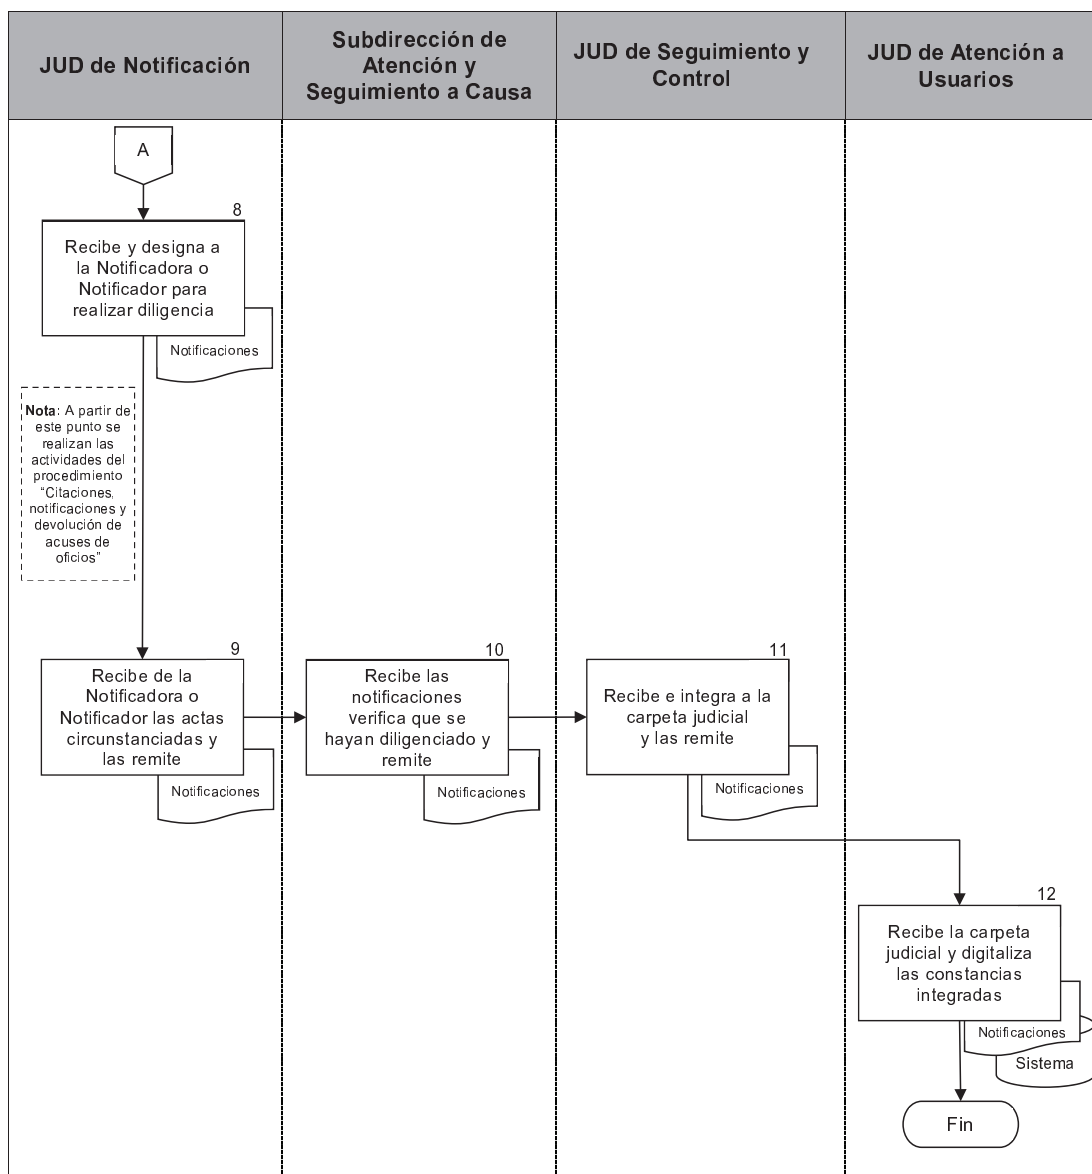 JUD de Notificación
Subdirección de
Atención y
Seguimiento a Causa
JUD de Seguimiento y
Control
JUD de Atención a
Usuarios
A
8
Recibe y designa a
la Notificadora o
Notificador para
realizar diligencia
Notificaciones
Nota: A partir de
este punto se
realizan las
actividades del
procedimiento
“Citaciones,
notificaciones y
devolución de
acuses de
oficios”
9
Recibe de la
Notificadora o
Notificador las actas
circunstanciadas y
las remite
Notificaciones
10
Recibe las
notificaciones
verifica que se
hayan diligenciado y
remite
Notificaciones
11
Recibe e integra a la
carpeta judicial
y las remite
Notificaciones
12
Recibe la carpeta
judicial y digitaliza
las constancias
integradas
Notificaciones
Sistema
Fin